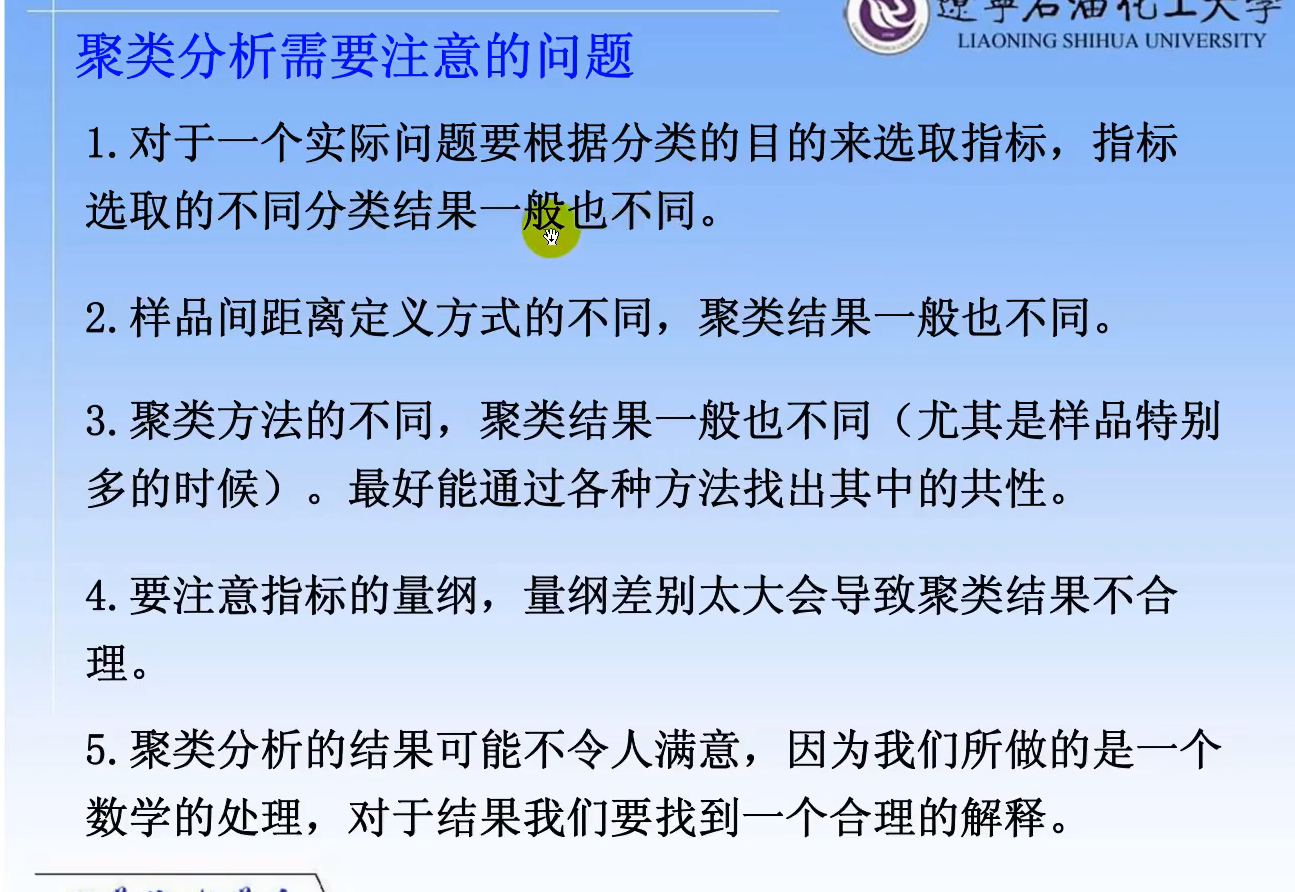 辽宁石油化工大学
LIAONING SHIHUA UNIVERSITY
聚类分析需要注意的问题
1.对于一个实际问题要根据分类的目的来选取指标，指标
选取的不同分类结果一般也不同。
2.样品间距离定义方式的不同，聚类结果一般也不同。
3.聚类方法的不同，聚类结果一般也不同（尤其是样品特别
多的时候）。最好能通过各种方法找出其中的共性。
4.要注意指标的量纲，量纲差别太大会导致聚类结果不合
理。
5.聚类分析的结果可能不令人满意，因为我们所做的是一个
数学的处理，对于结果我们要找到一个合理的解释。